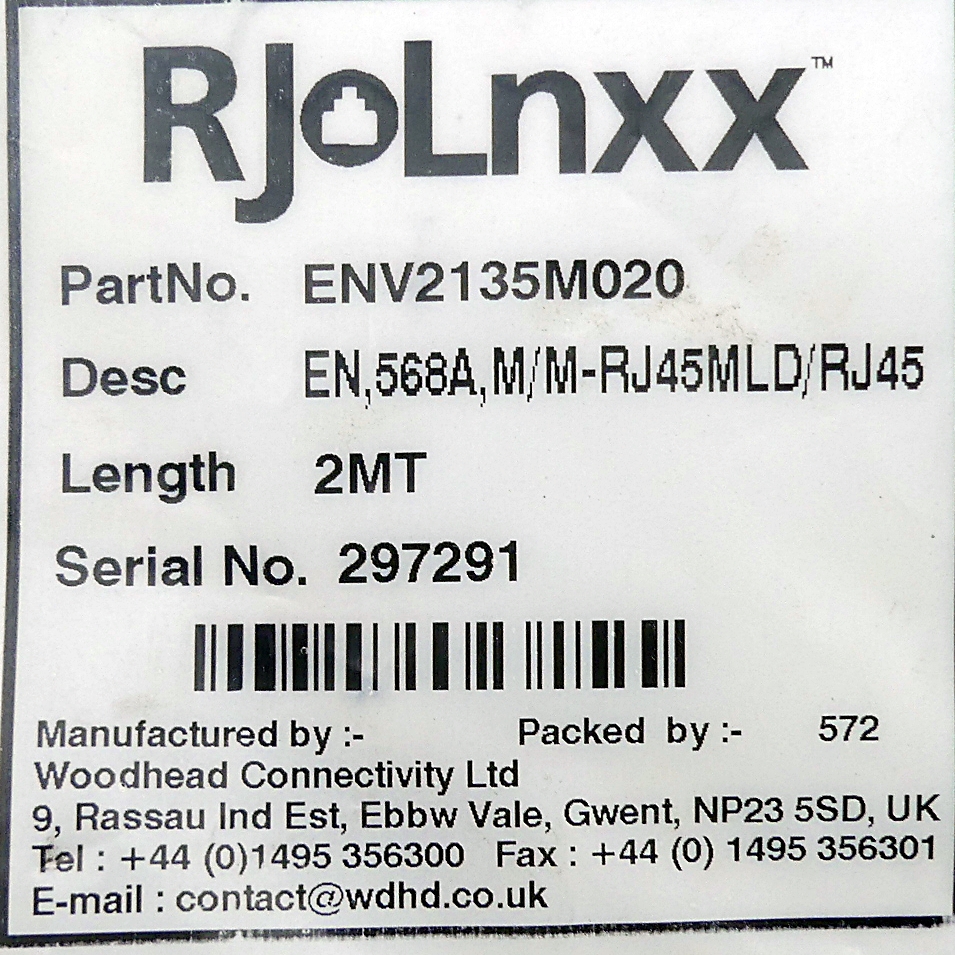 RJoLnxx™
PartNo. ENV2135M020
Desc EN,568A,M/M-RJ45MLD/RJ45
Length 2MT
Serial No. 297291
Manufactured by :- Packed by :- 572
Woodhead Connectivity Ltd
9, Rassau Ind Est, Ebbw Vale, Gwent, NP23 5SD, UK
Tel : +44 (0)1495 356300 Fax : +44 (0) 1495 356301
E-mail : contact@wdhd.co.uk